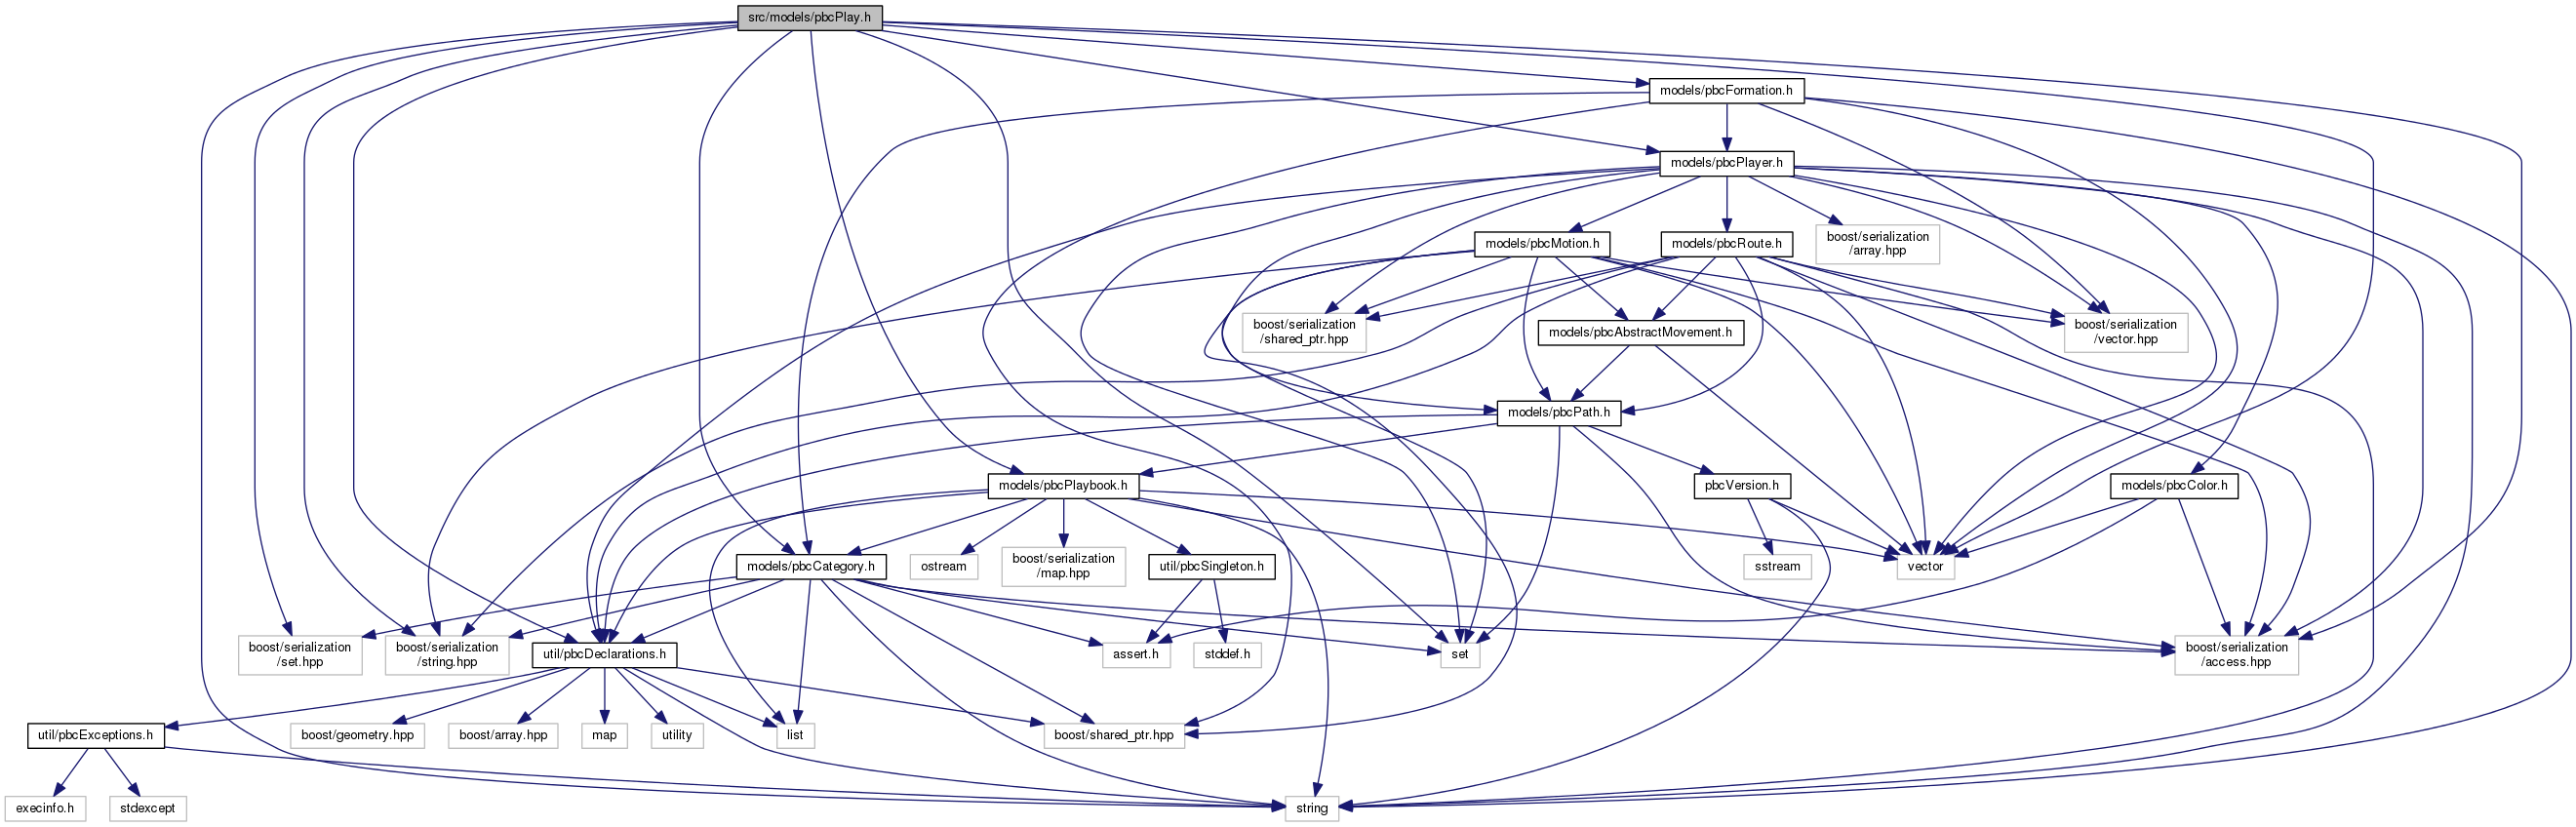 src/models/pbcPlay.h
models/pbcFormation.h
models/pbcPlayer.h
models/pbcMotion.h
models/pbcRoute.h
boost/serialization
/array.hpp
boost/serialization
/shared_ptr.hpp
models/pbcAbstractMovement.h
boost/serialization
/vector.hpp
models/pbcPath.h
models/pbcPlaybook.h
pbcVersion.h
models/pbcColor.h
models/pbcCategory.h
ostream
boost/serialization
/map.hpp
util/pbcSingleton.h
sstream
vector
boost/serialization
/set.hpp
boost/serialization
/string.hpp
util/pbcDeclarations.h
assert.h
stddef.h
set
boost/serialization
/access.hpp
util/pbcExceptions.h
boost/geometry.hpp
boost/array.hpp
map
utility
list
boost/shared_ptr.hpp
execinfo.h
stdexcept
string